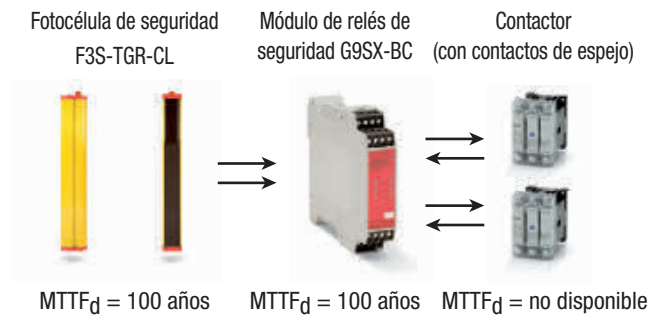 Fotocélula de seguridad
F3S-TGR-CL
Módulo de relés de
seguridad G9SX-BC
Contactor
(con contactos de espejo)
MTTFd = 100 años
MTTFd = 100 años
MTTFd = no disponible